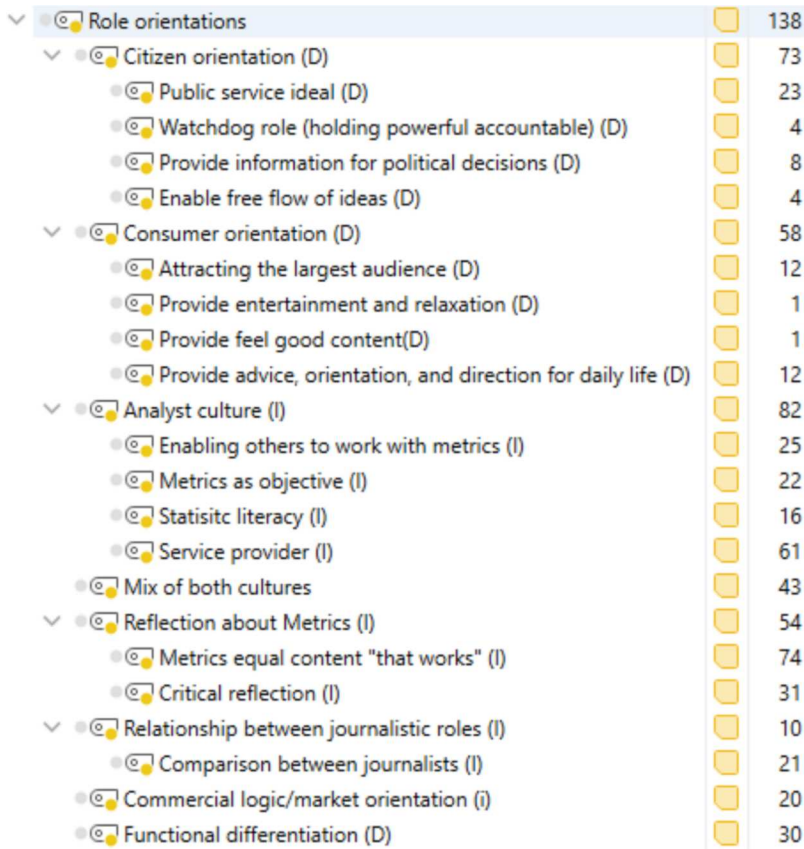 Role orientations 138
Citizen orientation (D) 73
Public service ideal (D) 23
Watchdog role (holding powerful accountable) (D) 4
Provide information for political decisions (D) 8
Enable free flow of ideas (D) 4
Consumer orientation (D) 58
Attracting the largest audience (D) 12
Provide entertainment and relaxation (D) 1
Provide feel good content(D) 1
Provide advice, orientation, and direction for daily life (D) 12
Analyst culture (I) 82
Enabling others to work with metrics (I) 25
Metrics as objective (I) 22
Statisitc literacy (I) 16
Service provider (I) 61
Mix of both cultures 43
Reflection about Metrics (I) 54
Metrics equal content "that works" (I) 74
Critical reflection (I) 31
Relationship between journalistic roles (I) 10
Comparison between journalists (I) 21
Commercial logic/market orientation (i) 20
Functional differentiation (D) 30